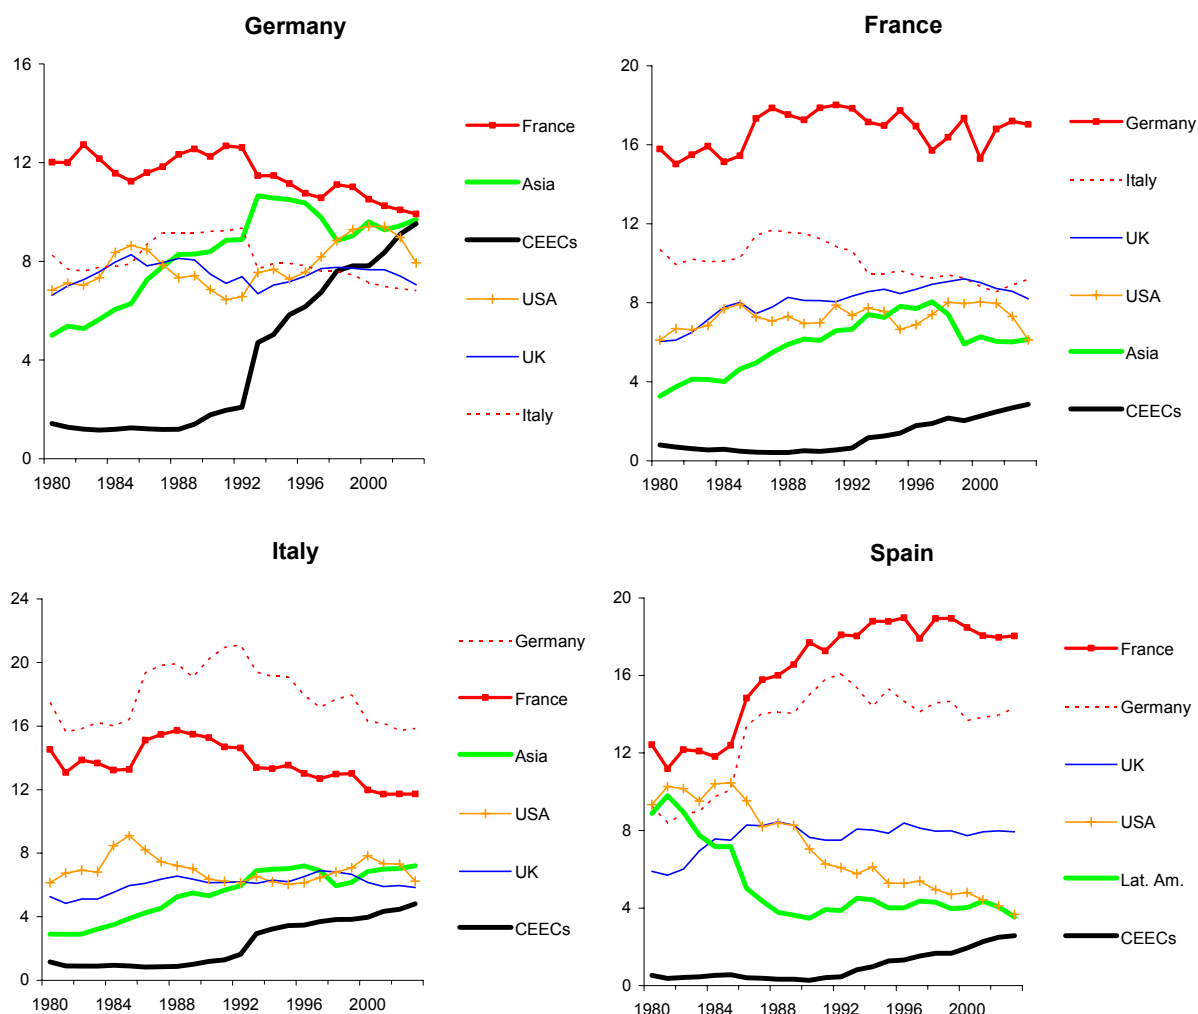 Germany
16
12
8
4
0
1980 1984 1988 1992 1996 2000
France
Asia
CEECs
USA
UK
Italy
France
20
16
12
8
4
0
1980 1984 1988 1992 1996 2000
Germany
Italy
UK
USA
Asia
CEECs
Italy
24
20
16
12
8
4
0
1980 1984 1988 1992 1996 2000
Germany
France
Asia
USA
UK
CEECs
Spain
20
16
12
8
4
0
1980 1984 1988 1992 1996 2000
France
Germany
UK
USA
Lat. Am.
CEECs